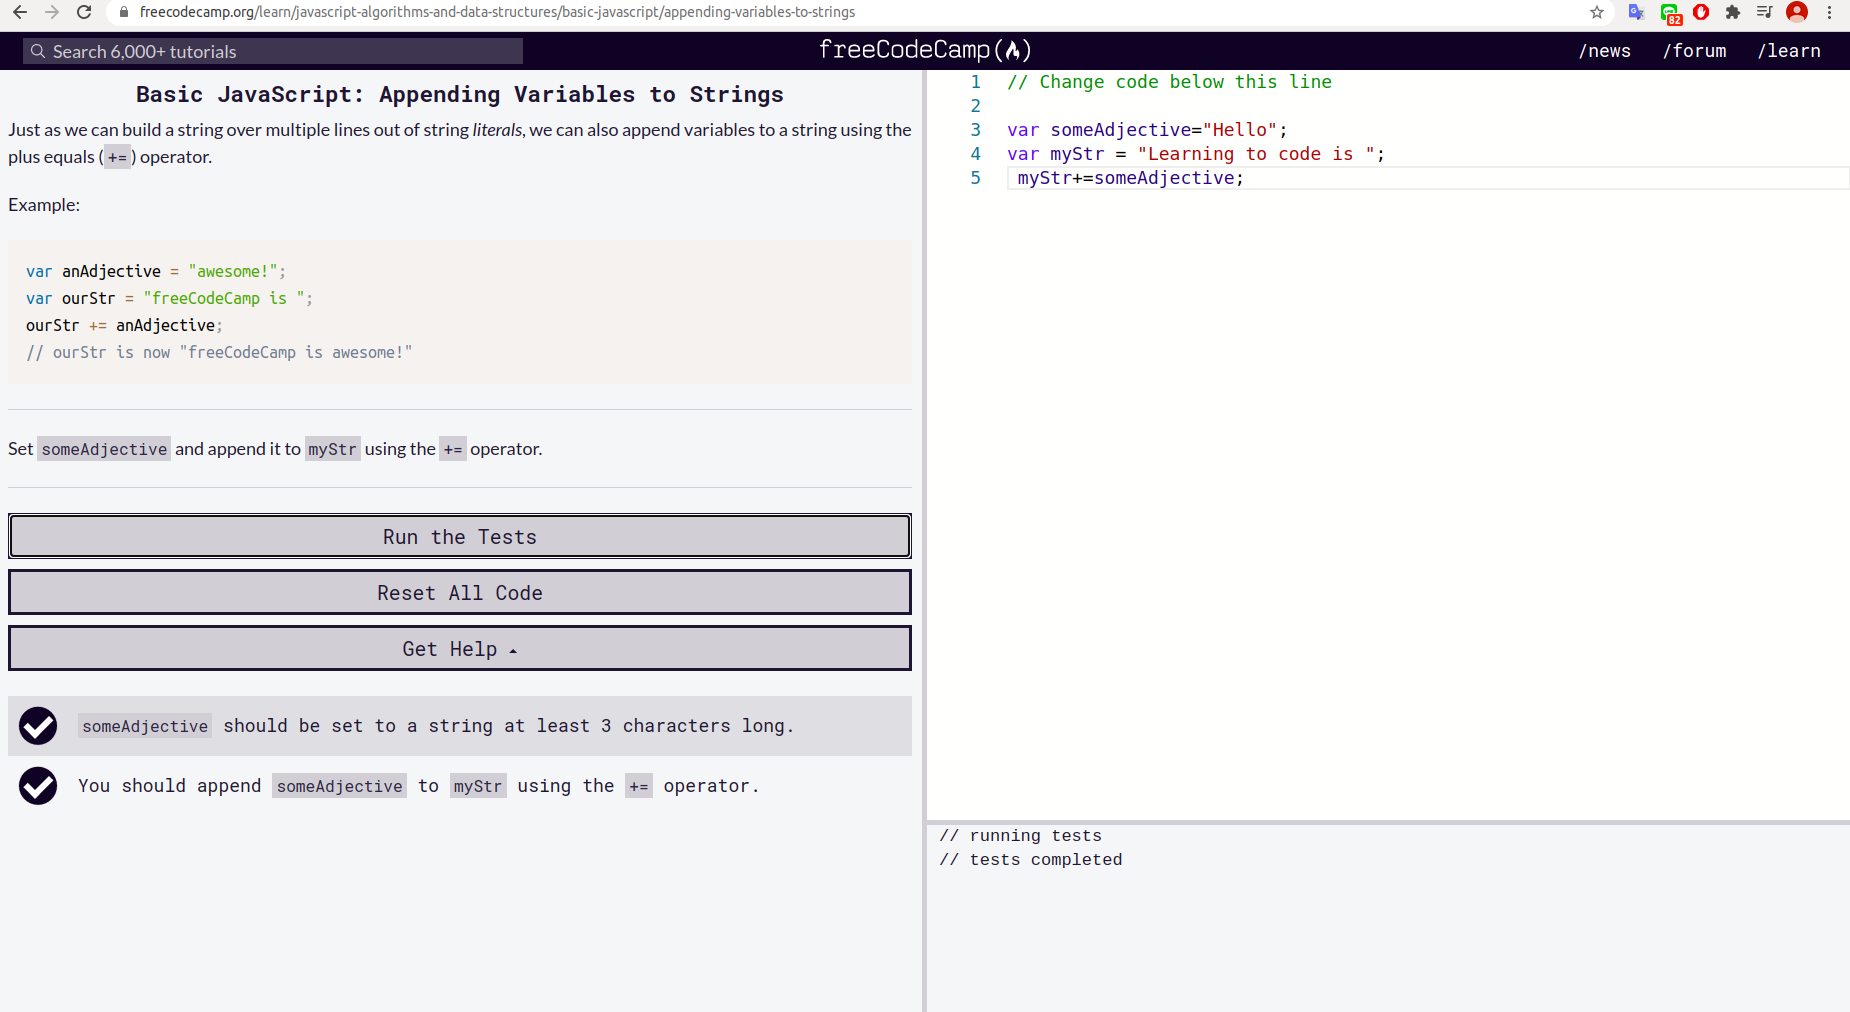 freecodecamp.org/learn/javascript-algorithms-and-data-structures/basic-javascript/appending-variables-to-strings
82
Search 6,000+ tutorials
freeCodeCamp
/news
/forum
/learn
Basic JavaScript: Appending Variables to Strings
Just as we can build a string over multiple lines out of string literals, we can also append variables to a string using the
plus equals ( += ) operator.
Example:
var anAdjective = "awesome!";
var ourStr = "freeCodeCamp is ";
ourStr += anAdjective;
// ourStr is now "freeCodeCamp is awesome!"
Set someAdjective and append it to myStr using the += operator.
Run the Tests
Reset All Code
Get Help
someAdjective should be set to a string at least 3 characters long.
You should append someAdjective to myStr using the += operator.
1 // Change code below this line
2
3 var someAdjective="Hello";
4 var myStr = "Learning to code is ";
5  myStr+=someAdjective;
// running tests
// tests completed